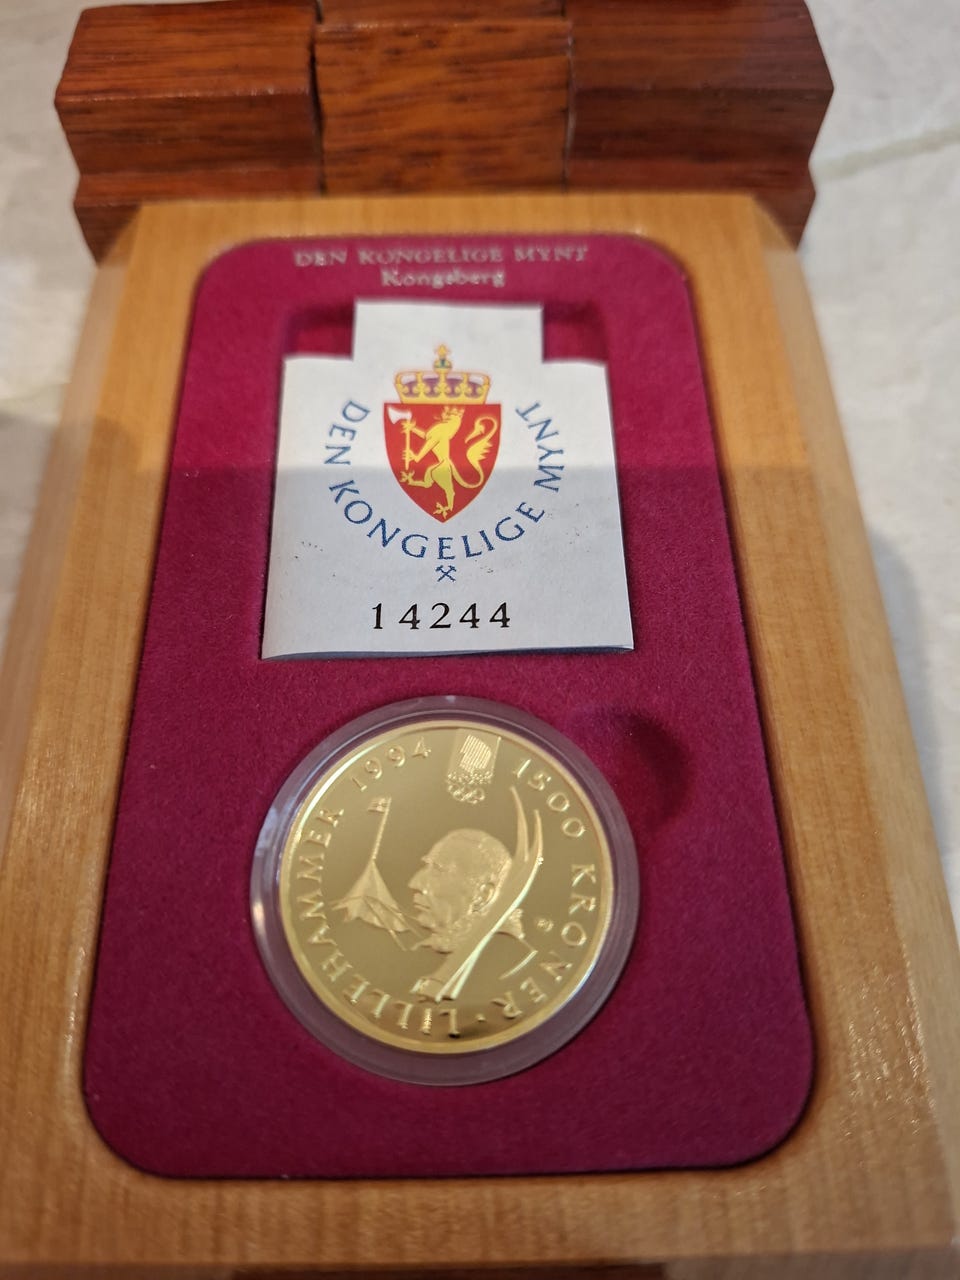 DEN KONGELIGE MYNT
Kongsberg
DEN KONGELIGE MYNT
14244
LILLEHAMMER 1994
1500 KRONER